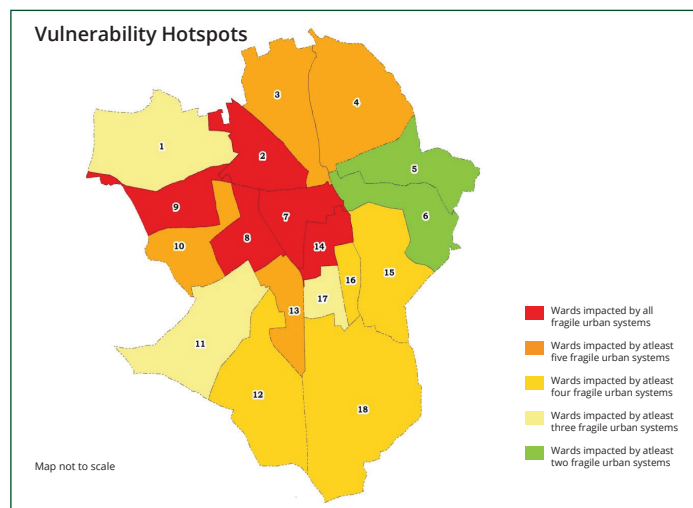 Vulnerability Hotspots
3
4
1
2
5
9
6
7
8
10
14
15
16
17
13
11
12
18
Wards impacted by all
fragile urban systems
Wards impacted by atleast
five fragile urban systems
Wards impacted by atleast
four fragile urban systems
Wards impacted by atleast
three fragile urban systems
Wards impacted by atleast
two fragile urban systems
Map not to scale